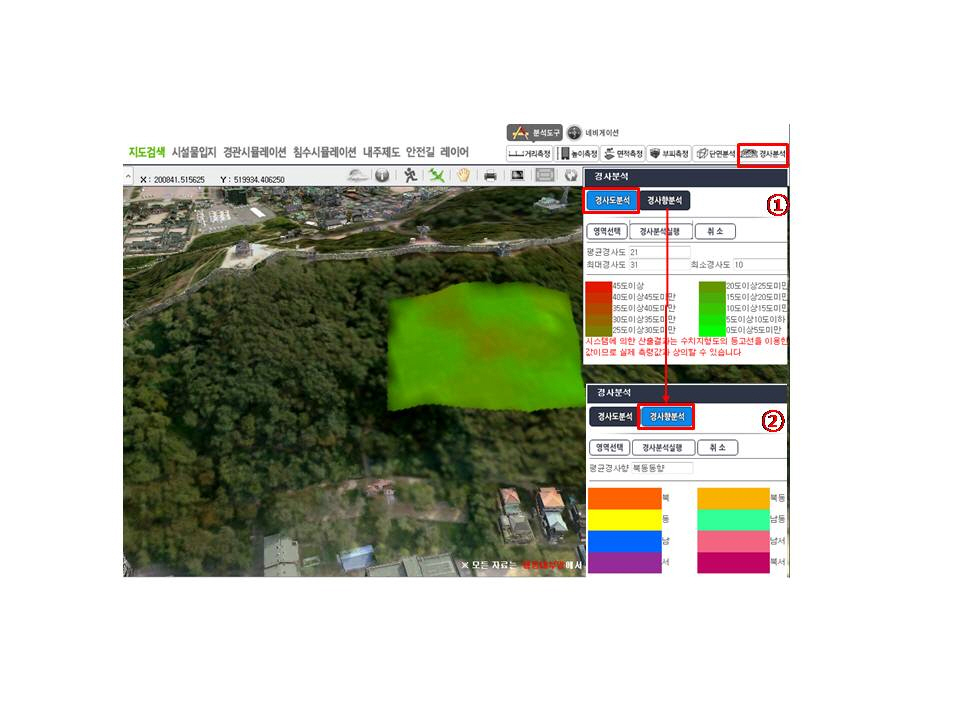 분석도구 네비게이션
지도검색 시설물입지 경관시뮬레이션 침수시뮬레이션 내주제도 안전길 레이어
거리측정 높이측정 면적측정 부피측정 단면분석 경사분석
X : 200841.515625 Y : 519934.406250
경사분석
경사도분석 경사향분석
①
영역선택 경사분석실행 취 소
평균경사도 21
최대경사도 31 최소경사도 10
45도이상 20도이상25도미만
40도이상45도미만 15도이상20도미만
35도이상40도미만 10도이상15도미만
30도이상35도미만 5도이상10도이하
25도이상30도미만 0도이상5도미만
시스템에 의한 산출결과는 수치지형도의 등고선을 이용한
값이므로 실제 측량값과 상의할 수 있습니다
경사분석
경사도분석 경사향분석
②
영역선택 경사분석실행 취 소
평균경사향 북동동향
북 북동
동 남동
남 남서
서 북서
※ 모든 자료는 에서